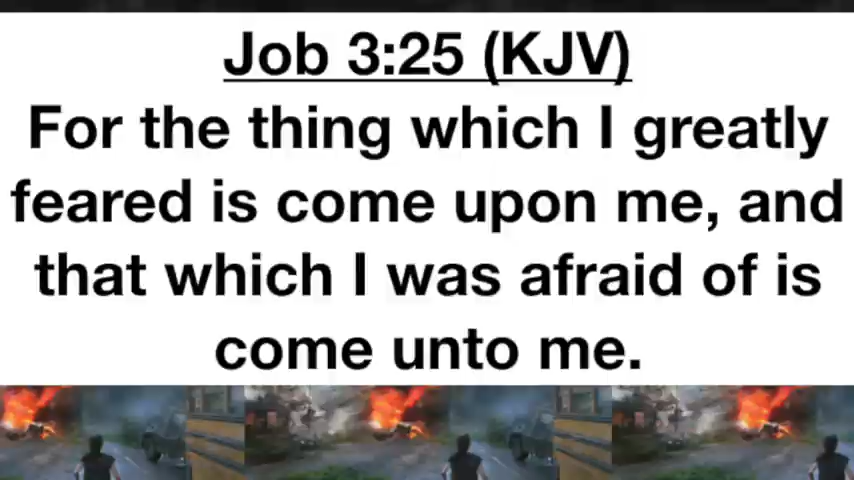 Job 3:25 (KJV)
For the thing which I greatly
feared is come upon me, and
that which I was afraid of is
come unto me.